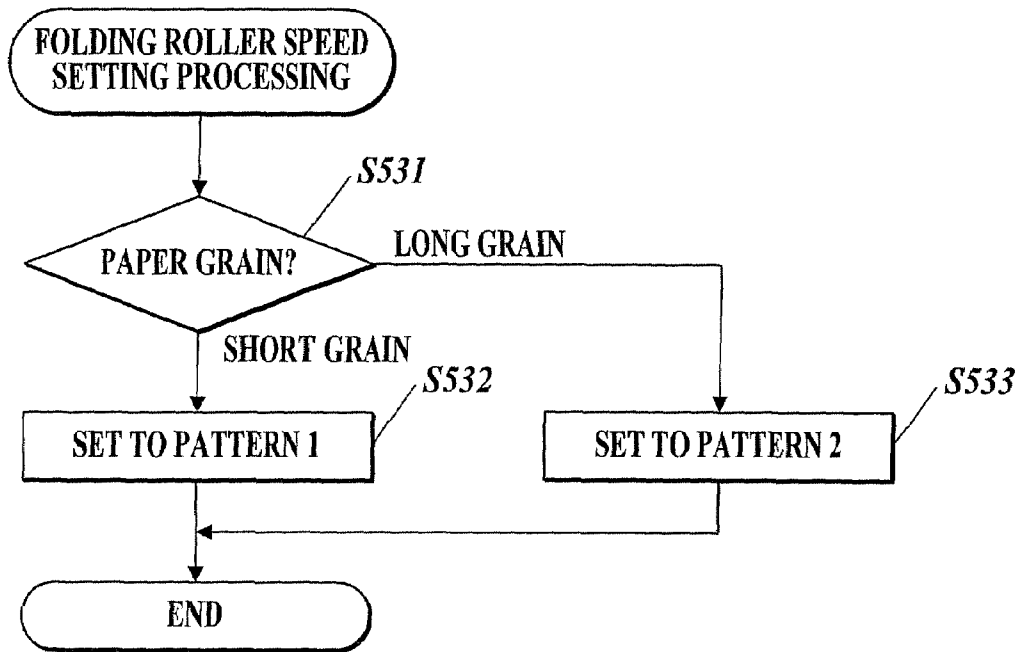 FOLDING ROLLER SPEED
SETTING PROCESSING
S531
PAPER GRAIN?
LONG GRAIN
SHORT GRAIN
S532
S533
SET TO PATTERN 1
SET TO PATTERN 2
END